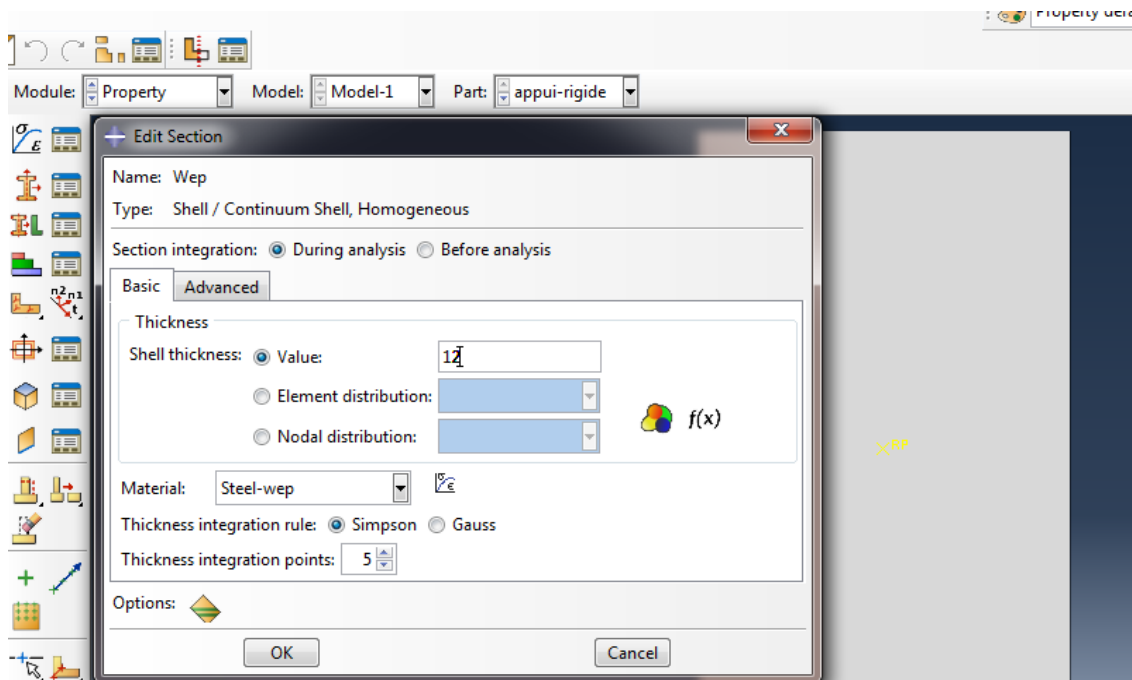 Property defa
Module: Property Model: Model-1 Part: appui-rigide
Edit Section
Name: Wep
Type: Shell / Continuum Shell, Homogeneous
Section integration: During analysis Before analysis
Basic Advanced
Thickness
Shell thickness: Value: 12
Element distribution:
f(x)
Nodal distribution:
RP
Material: Steel-wep
Thickness integration rule: Simpson Gauss
Thickness integration points: 5
Options:
OK Cancel